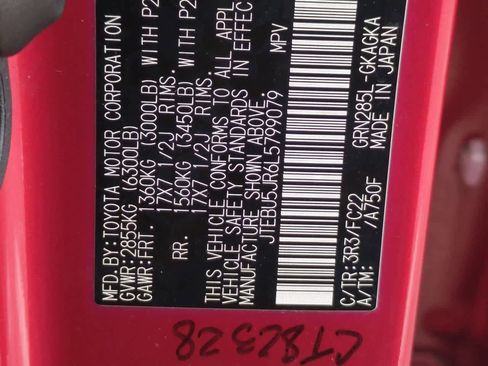 MFD.BY:TOYOTA MOTOR CORPORATION
GVWR:2855KG (6300LB)
GAWR:FRT. 1360KG (3000LB) WITH P2
17X7 1/2J RIMS.
RR. 1560KG (3450LB) WITH P2
17X7 1/2J RIMS.
THIS VEHICLE CONFORMS TO ALL APPL
VEHICLE SAFETY STANDARDS IN EFFEC
MANUFACTURE SHOWN ABOVE.
JTEBU5JR6L5799079 MPV
C/TR:3R3/FC22 GRN285L-GKAGKA
A/TM: /A750F MADE IN JAPAN
CT8C328